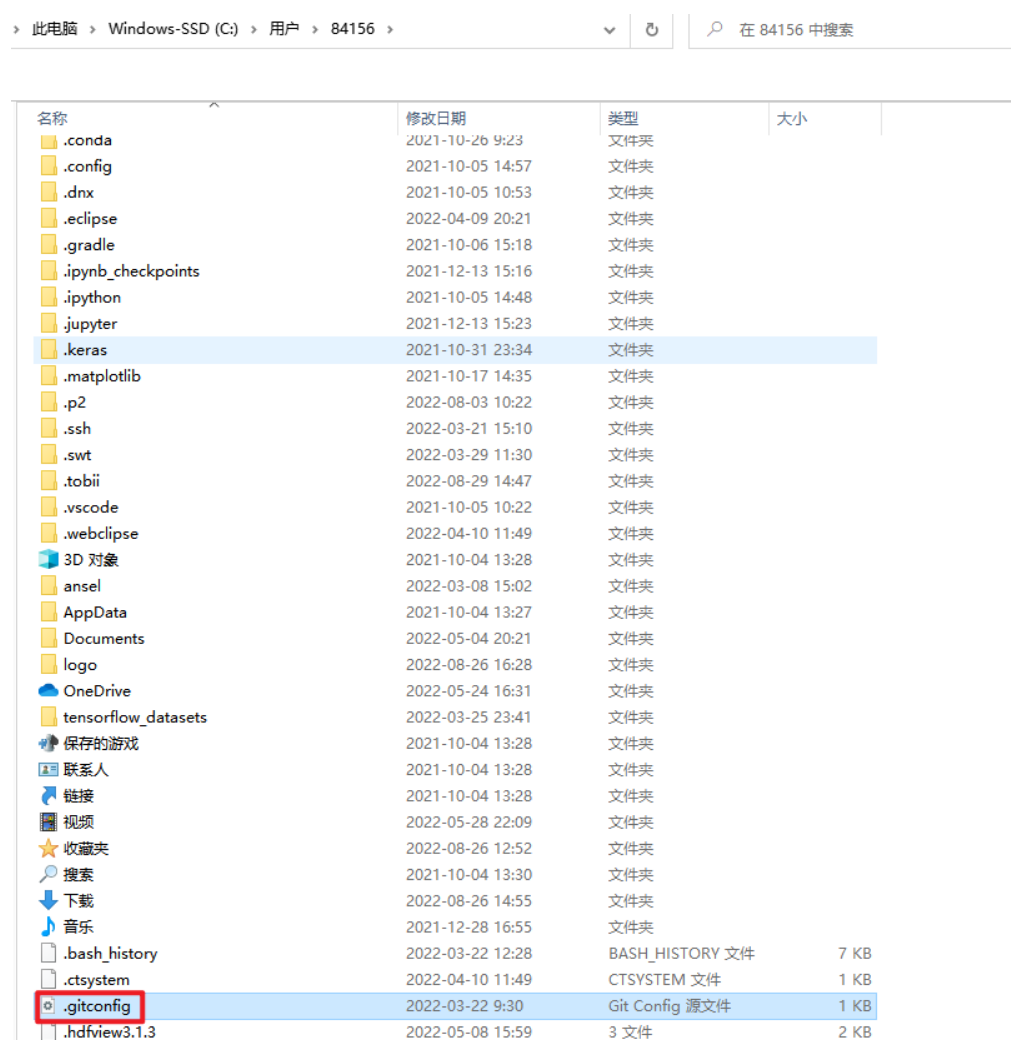 此电脑 > Windows-SSD (C:) > 用户 > 84156 >
在 84156 中搜索
名称 修改日期 类型 大小
.conda 2021-10-26 9:23 文件夹
.config 2021-10-05 14:57 文件夹
.dnx 2021-10-05 10:53 文件夹
.eclipse 2022-04-09 20:21 文件夹
.gradle 2021-10-06 15:18 文件夹
.ipynb_checkpoints 2021-12-13 15:16 文件夹
.ipython 2021-10-05 14:48 文件夹
.jupyter 2021-12-13 15:23 文件夹
.keras 2021-10-31 23:34 文件夹
.matplotlib 2021-10-17 14:35 文件夹
.p2 2022-08-03 10:22 文件夹
.ssh 2022-03-21 15:10 文件夹
.swt 2022-03-29 11:30 文件夹
.tobii 2022-08-29 14:47 文件夹
.vscode 2021-10-05 10:22 文件夹
.webclipse 2022-04-10 11:49 文件夹
3D 对象 2021-10-04 13:28 文件夹
ansel 2022-03-08 15:02 文件夹
AppData 2021-10-04 13:27 文件夹
Documents 2022-05-04 20:21 文件夹
logo 2022-08-26 16:28 文件夹
OneDrive 2022-05-24 16:31 文件夹
tensorflow_datasets 2022-03-25 23:41 文件夹
保存的游戏 2021-10-04 13:28 文件夹
联系人 2021-10-04 13:28 文件夹
链接 2021-10-04 13:28 文件夹
视频 2022-05-28 22:09 文件夹
收藏夹 2022-08-26 12:52 文件夹
搜索 2021-10-04 13:30 文件夹
下载 2022-08-26 14:55 文件夹
音乐 2021-12-28 16:55 文件夹
.bash_history 2022-03-22 12:28 BASH_HISTORY 文件 7 KB
.ctsystem 2022-04-10 11:49 CTSYSTEM 文件 1 KB
.gitconfig 2022-03-22 9:30 Git Config 源文件 1 KB
.hdfview3.1.3 2022-05-08 15:59 3 文件 2 KB